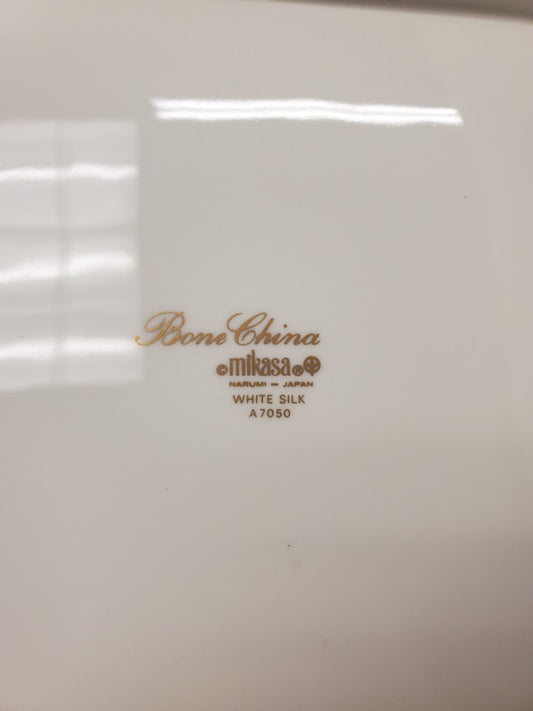 Bone China
©mikasa®
NARUMI - JAPAN
WHITE SILK
A7050